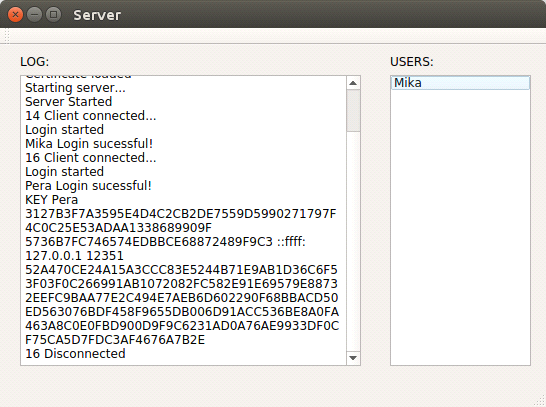 Server
LOG:
USERS:
Certificate loaded
Starting server...
Server Started
14 Client connected...
Login started
Mika Login sucessful!
16 Client connected...
Login started
Pera Login sucessful!
KEY Pera
3127B3F7A3595E4D4C2CB2DE7559D5990271797F
4C0C25E53ADAA1338689909F
5736B7FC746574EDBBCE68872489F9C3 ::ffff:
127.0.0.1 12351
52A470CE24A15A3CCC83E5244B71E9AB1D36C6F5
3F03F0C266991AB1072082FC582E91E69579E8873
2EEFC9BAA77E2C494E7AEB6D602290F68BBACD50
ED563076BDF458F9655DB006D91ACC536BE8A0FA
463A8C0E0FBD900D9F9C6231AD0A76AE9933DF0C
F75CA5D7FDC3AF4676A7B2E
16 Disconnected
Mika